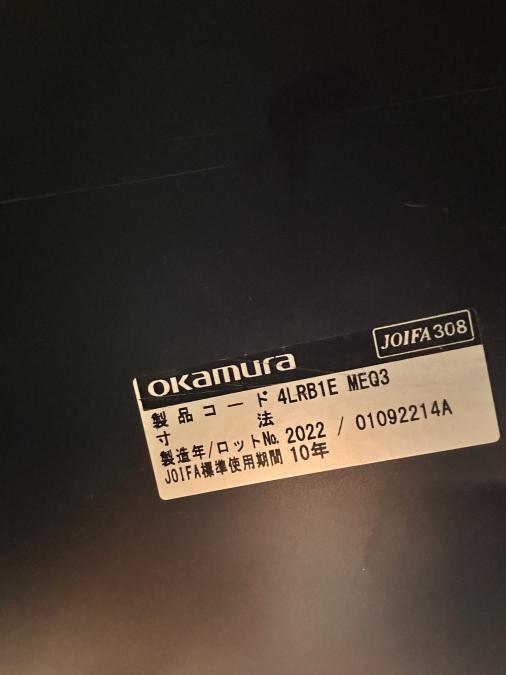 okamura JOIFA308
製品コード 4LRB1E MEQ3
寸法
製造年/ロットNo. 2022 / 01092214A
JOIFA標準使用期間 10年